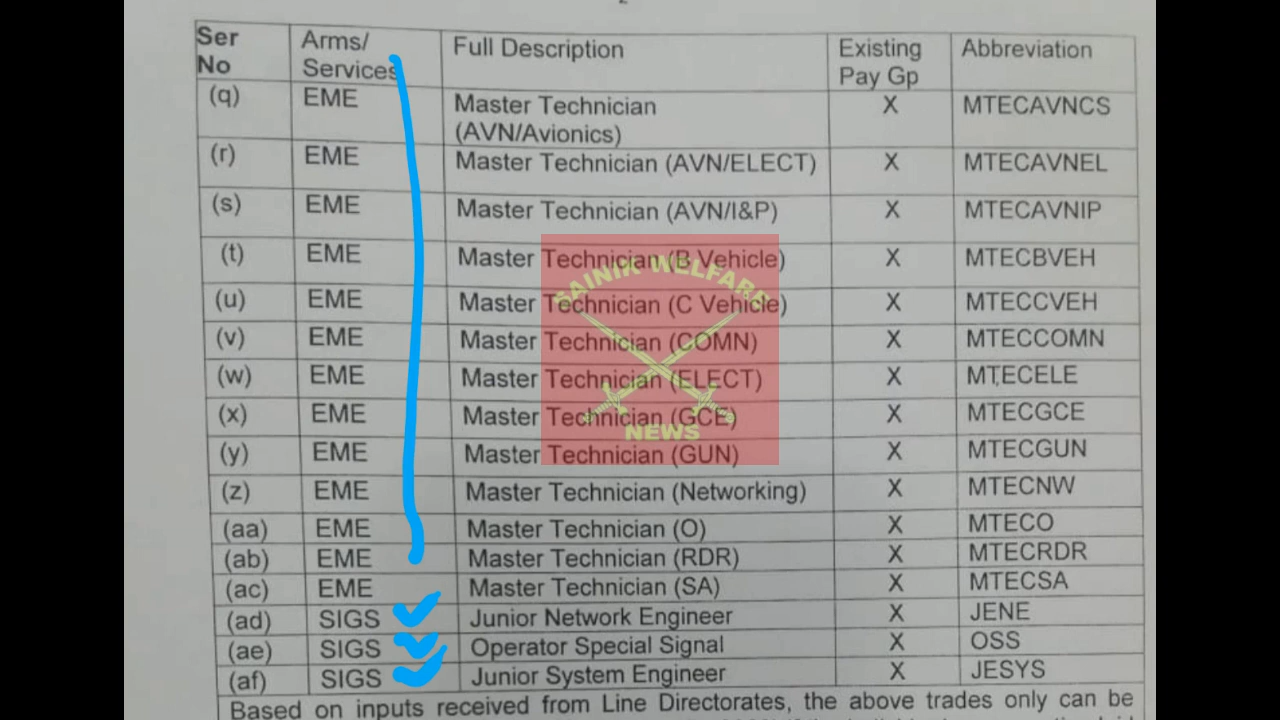 Ser No | Arms/ Services | Full Description | Existing Pay Gp | Abbreviation
(q) | EME | Master Technician (AVN/Avionics) | X | MTECAVNCS
(r) | EME | Master Technician (AVN/ELECT) | X | MTECAVNEL
(s) | EME | Master Technician (AVN/I&P) | X | MTECAVNIP
(t) | EME | Master Technician (B Vehicle) | X | MTECBVEH
(u) | EME | Master Technician (C Vehicle) | X | MTECCVEH
(v) | EME | Master Technician (COMN) | X | MTECCOMN
(w) | EME | Master Technician (ELECT) | X | MTECELE
(x) | EME | Master Technician (GCE) | X | MTECGCE
(y) | EME | Master Technician (GUN) | X | MTECGUN
(z) | EME | Master Technician (Networking) | X | MTECNW
(aa) | EME | Master Technician (O) | X | MTECO
(ab) | EME | Master Technician (RDR) | X | MTECRDR
(ac) | EME | Master Technician (SA) | X | MTECSA
(ad) | SIGS | Junior Network Engineer | X | JENE
(ae) | SIGS | Operator Special Signal | X | OSS
(af) | SIGS | Junior System Engineer | X | JESYS
Based on inputs received from Line Directorates, the above trades only can be
SAINIK WELFARE
NEWS